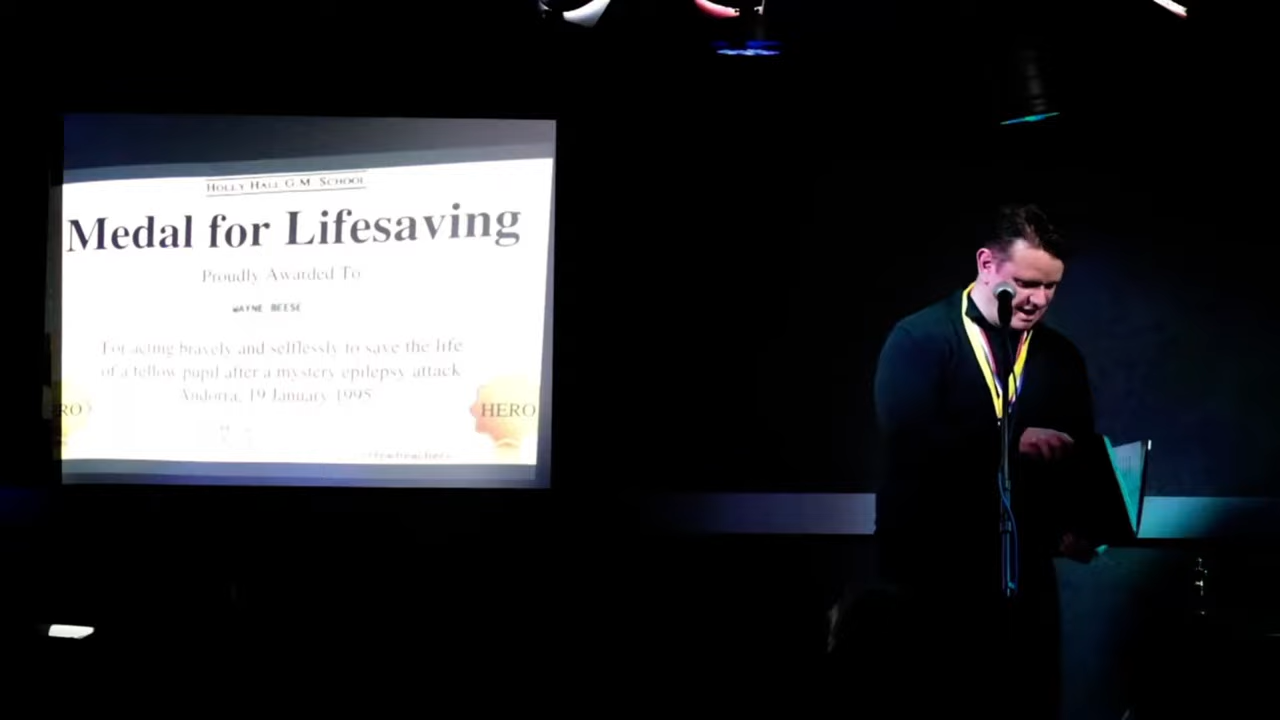 HOLLY HALL G.M. SCHOOL
Medal for Lifesaving
Proudly Awarded To
WAYNE BEESE
For acting bravely and selflessly to save the life
of a fellow pupil after a mystery epilepsy attack
Andorra, 19 January 1995
RO
HERO